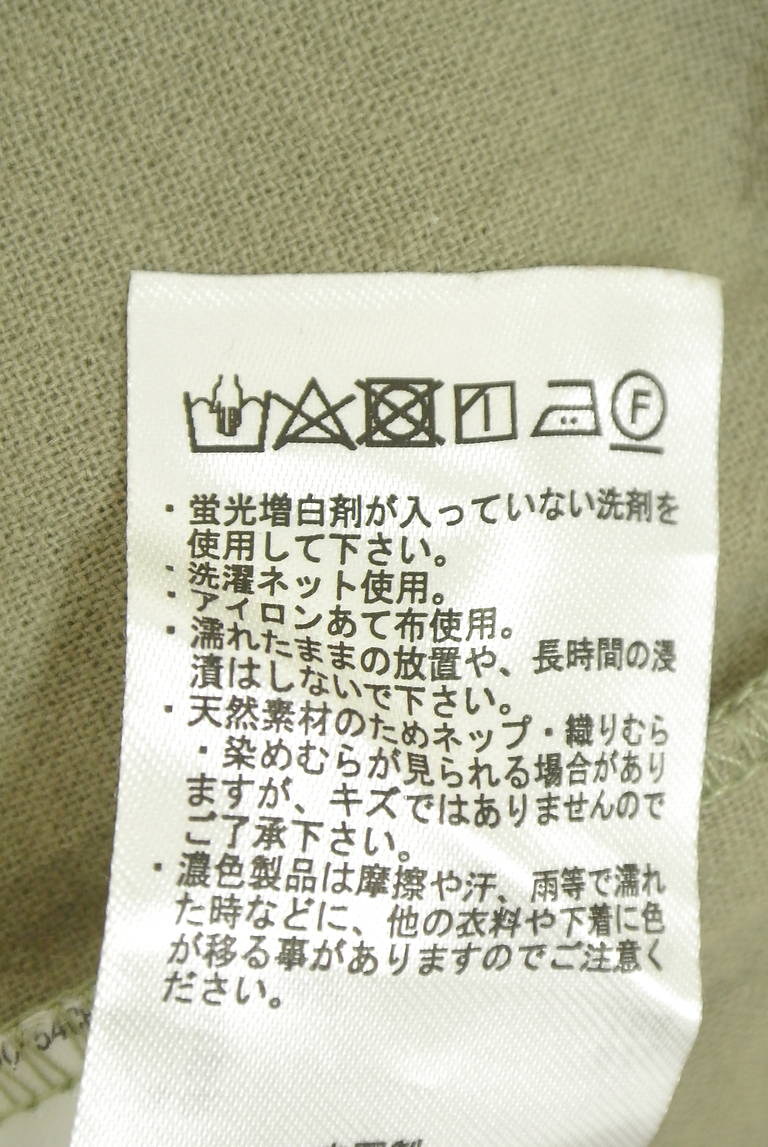 F
・蛍光増白剤が入っていない洗剤を
使用して下さい。
・洗濯ネット使用。
・アイロンあて布使用。
・濡れたままの放置や、長時間の浸
漬はしないで下さい。
・天然素材のためネップ・織りむら
・染めむらが見られる場合があり
ますが、キズではありませんので
ご了承下さい。
・濃色製品は摩擦や汗、雨等で濡れ
た時などに、他の衣料や下着に色
が移る事がありますのでご注意く
ださい。